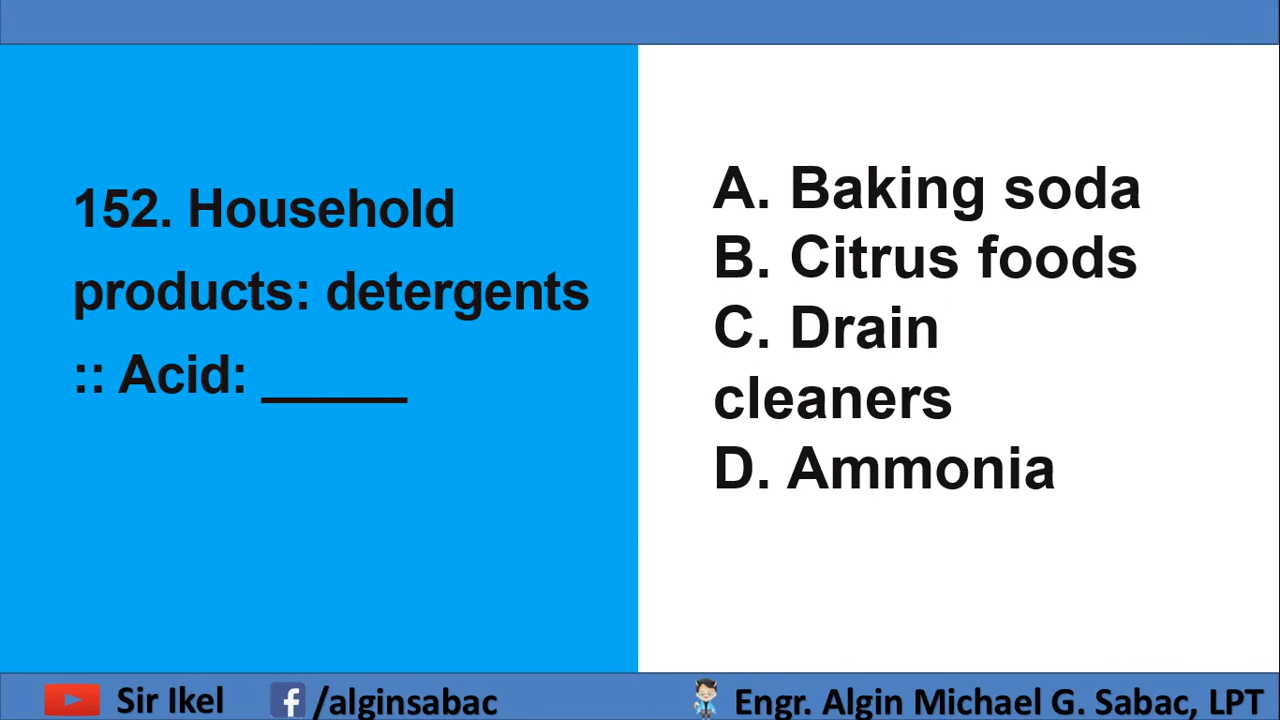 152. Household
products: detergents
:: Acid: _____
A. Baking soda
B. Citrus foods
C. Drain
cleaners
D. Ammonia
Sir Ikel
/alginsabac
Engr. Algin Michael G. Sabac, LPT